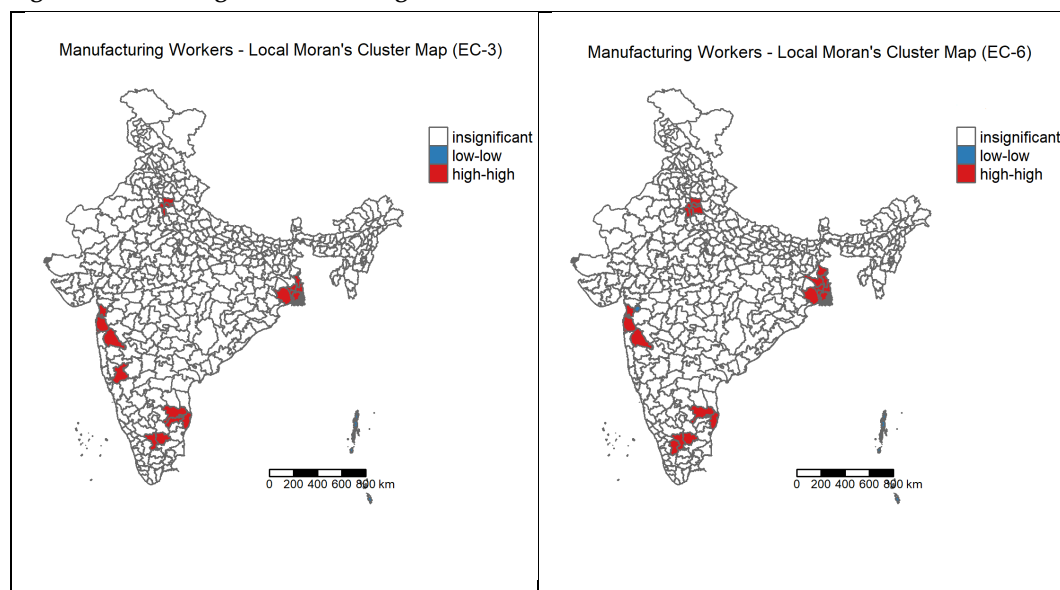 Manufacturing Workers - Local Moran's Cluster Map (EC-3)
insignificant
low-low
high-high
0 200 400 600 800 km
Manufacturing Workers - Local Moran's Cluster Map (EC-6)
insignificant
low-low
high-high
0 200 400 600 800 km